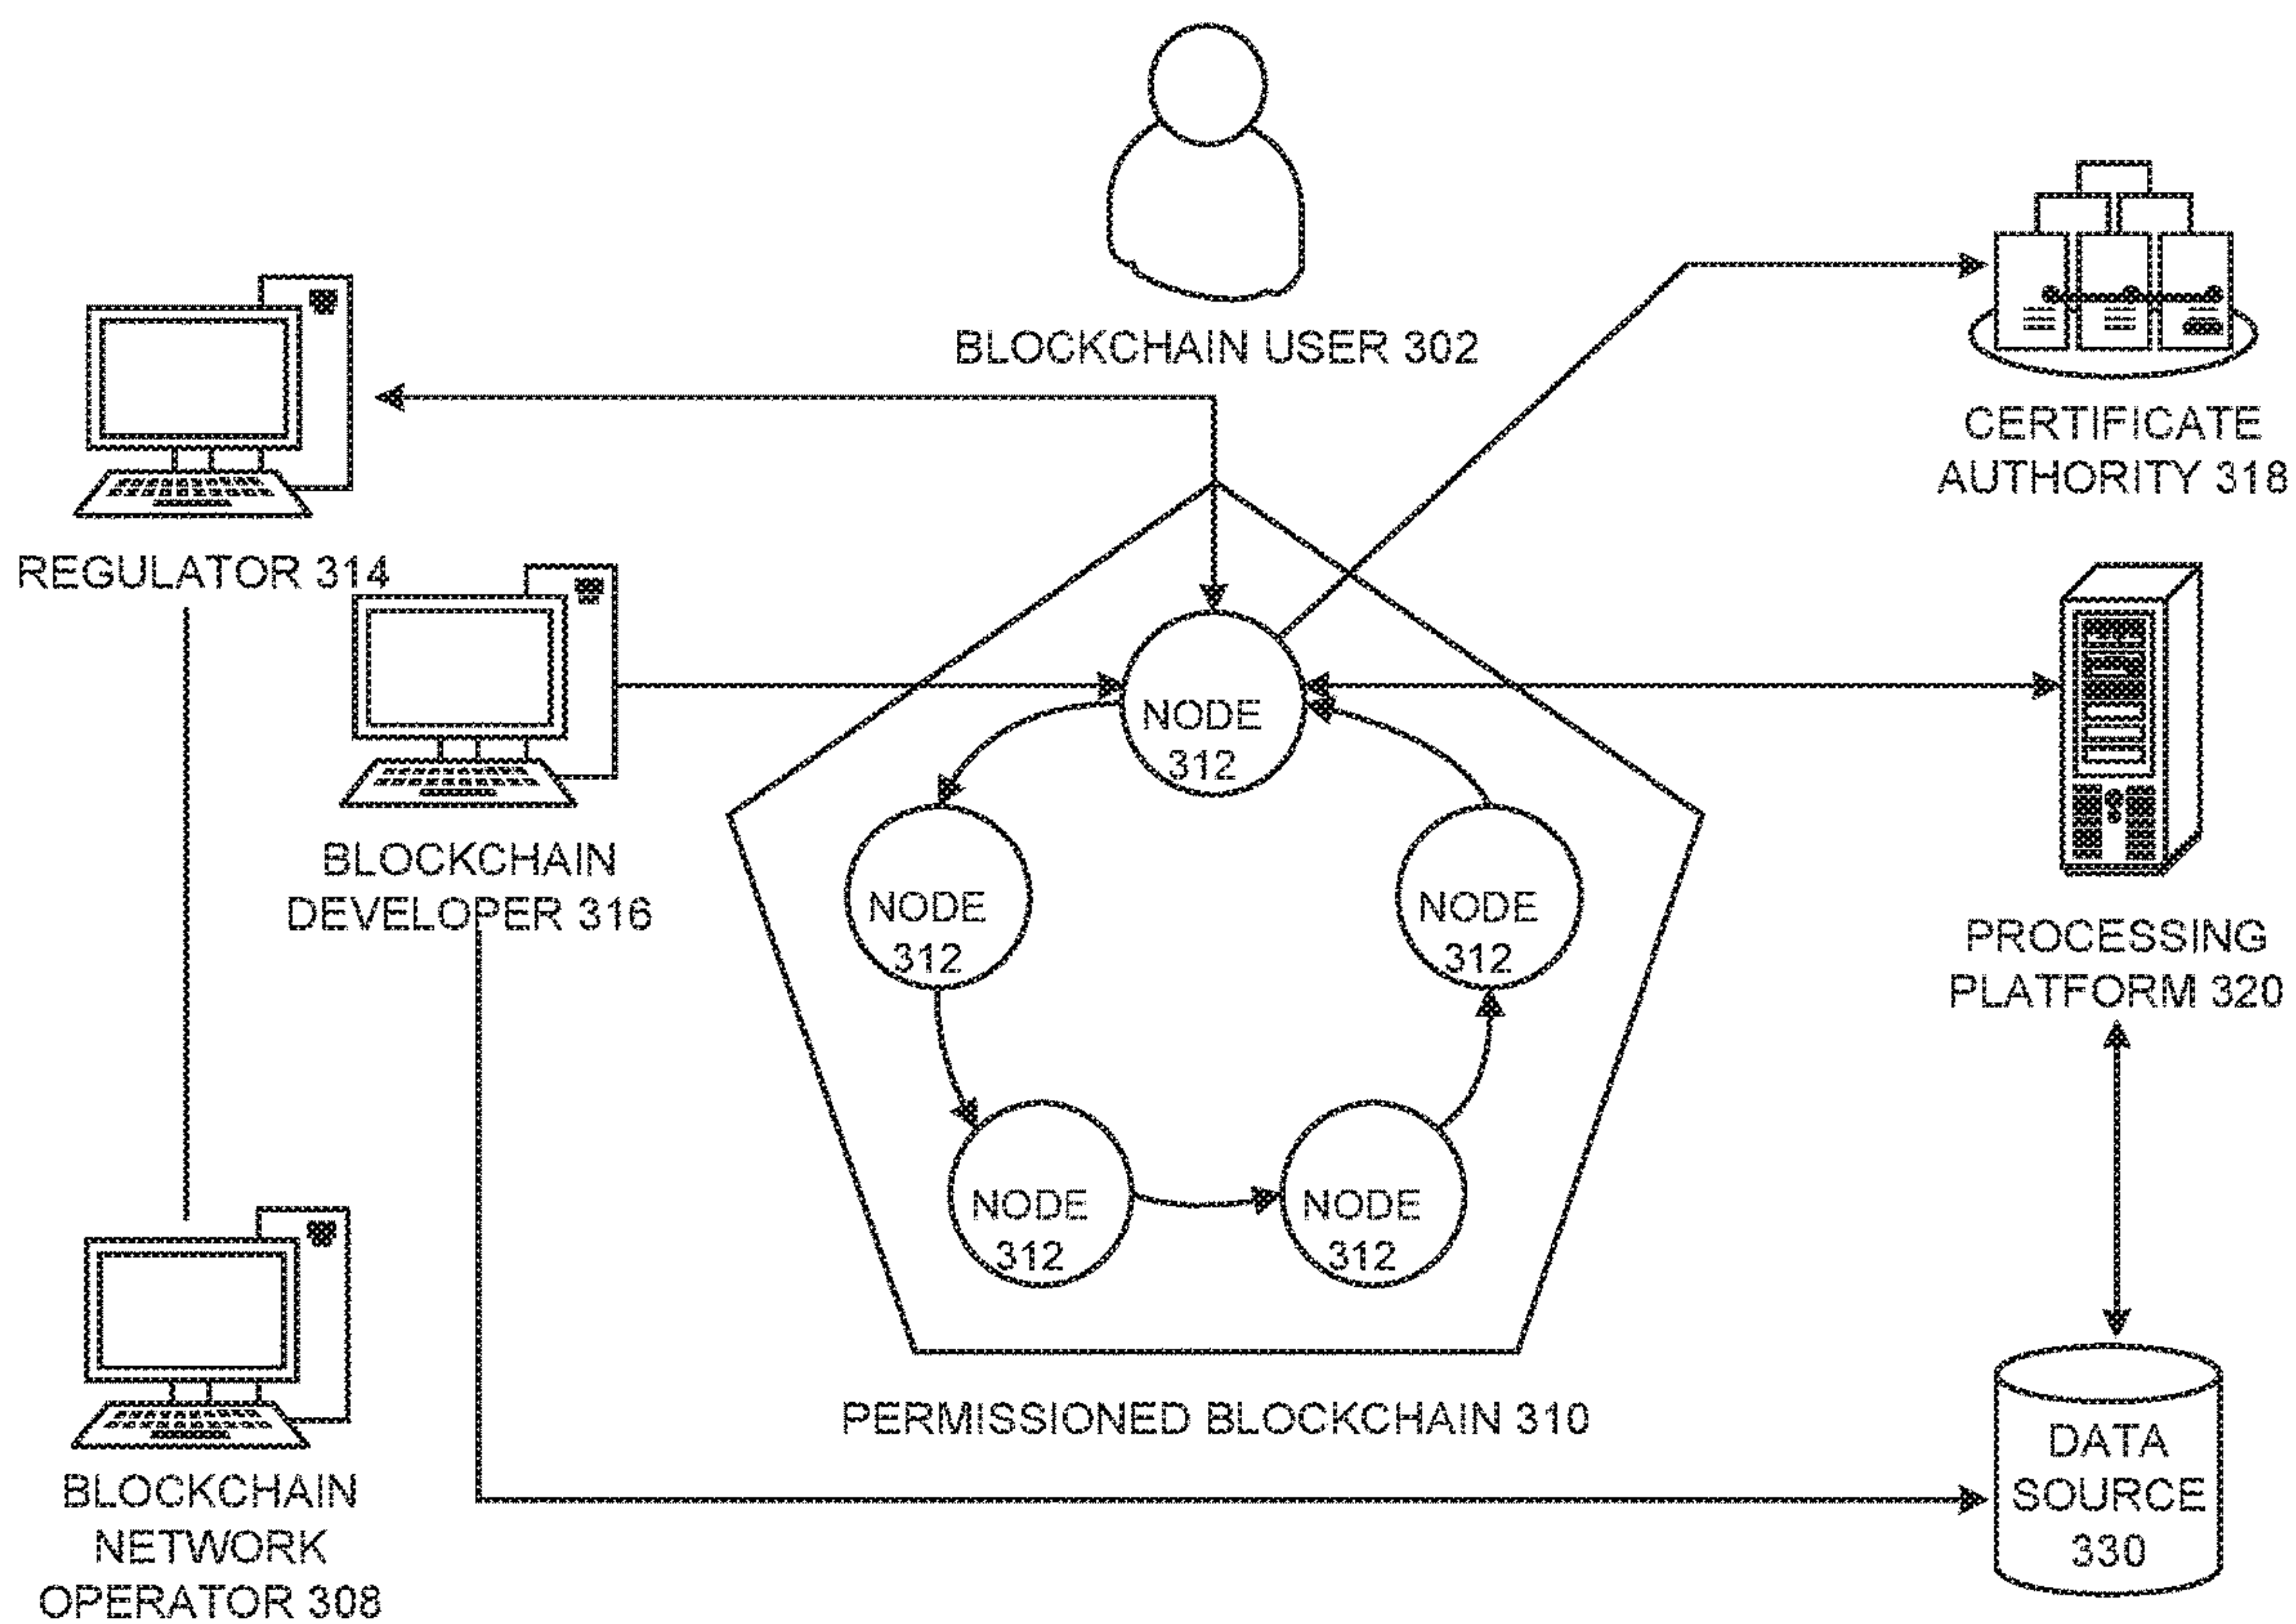 BLOCKCHAIN USER 302
CERTIFICATE
AUTHORITY 318
REGULATOR 314
NODE
312
BLOCKCHAIN
DEVELOPER 316
NODE
312
NODE
312
PROCESSING
PLATFORM 320
NODE
312
NODE
312
PERMISSIONED BLOCKCHAIN 310
DATA
SOURCE
330
BLOCKCHAIN
NETWORK
OPERATOR 308